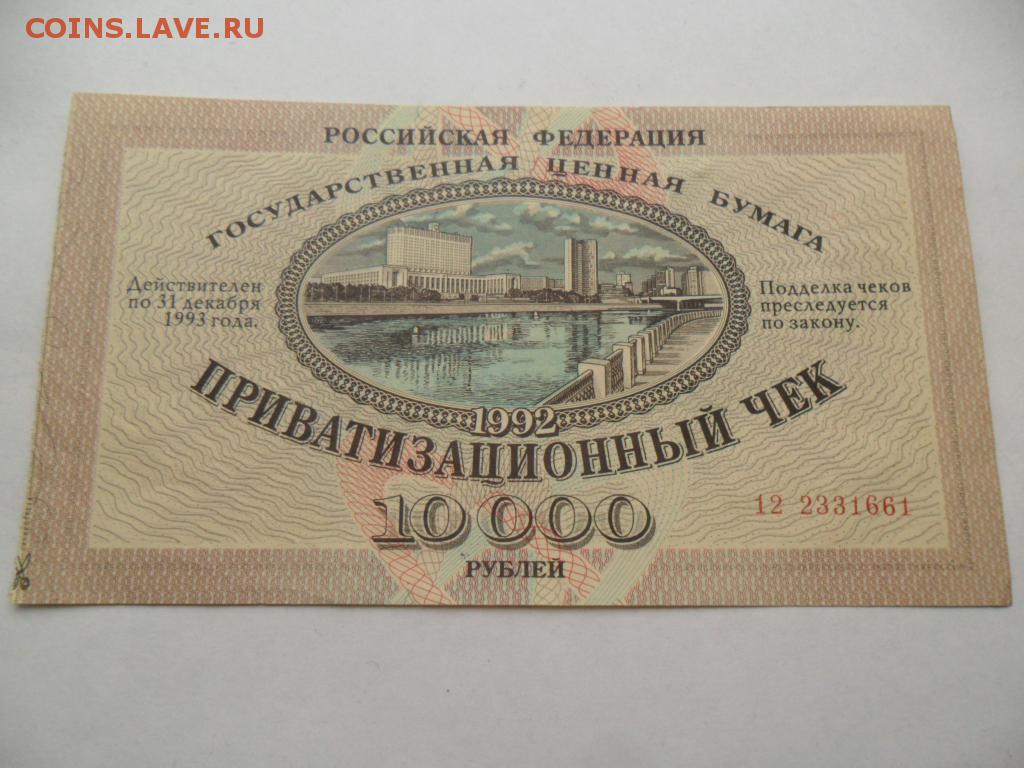 COINS.LAVE.RU
РОССИЙСКАЯ ФЕДЕРАЦИЯ
ГОСУДАРСТВЕННАЯ ЦЕННАЯ БУМАГА
Действителен
по 31 декабря
1993 года.
Подделка чеков
преследуется
по закону.
1992
ПРИВАТИЗАЦИОННЫЙ ЧЕК
10 000
РУБЛЕЙ
12 2331661